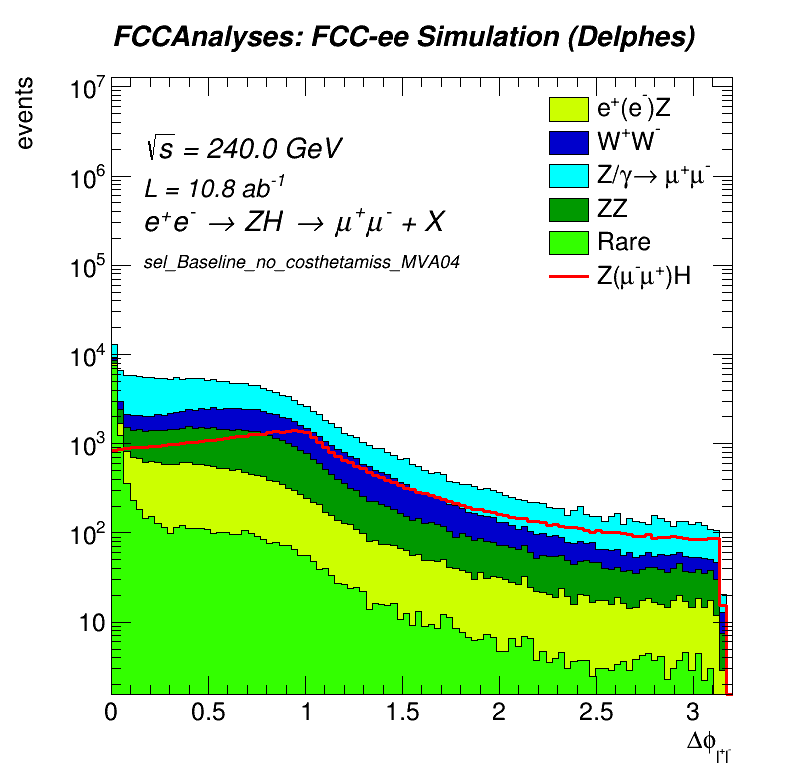 FCCAnalyses: FCC-ee Simulation (Delphes)
events
10⁷
10⁶
10⁵
10⁴
10³
10²
10
√s = 240.0 GeV
L = 10.8 ab⁻¹
e⁺e⁻ → ZH → μ⁺μ⁻ + X
sel_Baseline_no_costhetamiss_MVA04
e⁺(e⁻)Z
W⁺W⁻
Z/γ→ μ⁺μ⁻
ZZ
Rare
Z(μ⁻μ⁺)H
0 0.5 1 1.5 2 2.5 3
Δϕ_{l⁺l⁻}